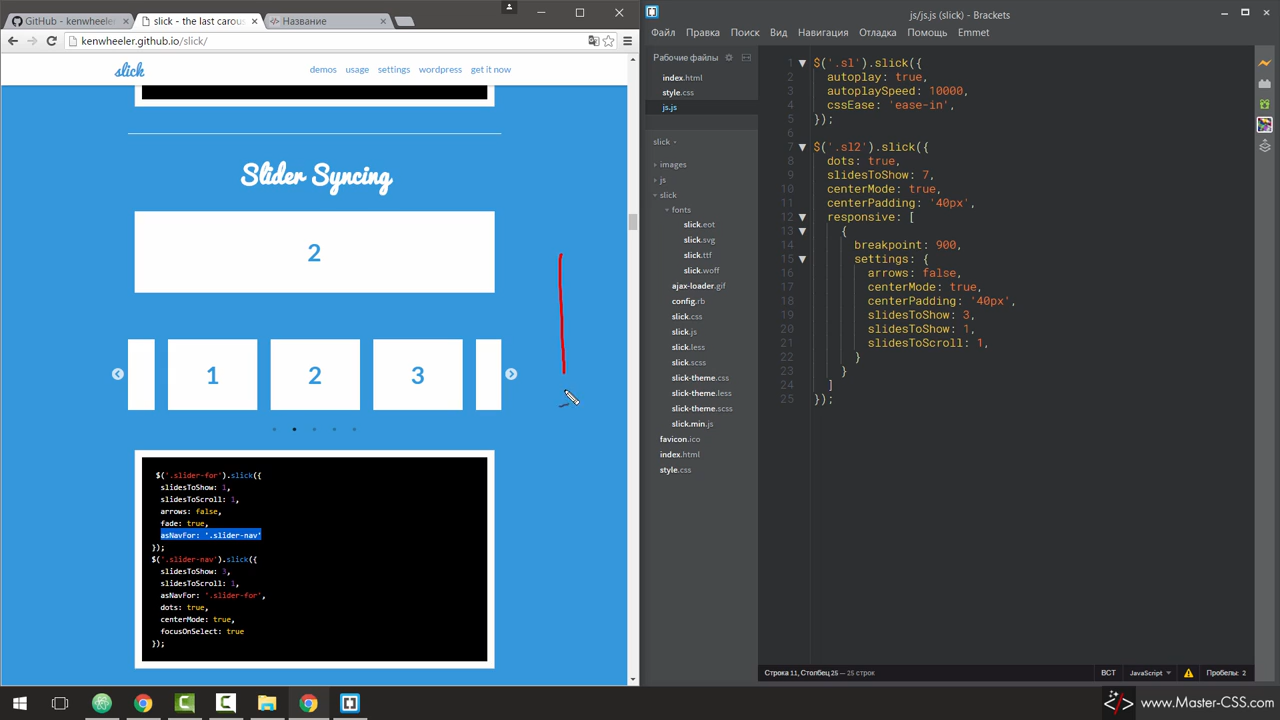 GitHub - kenwheeler/
slick - the last carous
Название
kenwheeler.github.io/slick/
slick
demos
usage
settings
wordpress
get it now
Slider Syncing
2
1
2
3
$('.slider-for').slick({
slidesToShow: 1,
slidesToScroll: 1,
arrows: false,
fade: true,
asNavFor: '.slider-nav'
});
$('.slider-nav').slick({
slidesToShow: 3,
slidesToScroll: 1,
asNavFor: '.slider-for',
dots: true,
centerMode: true,
focusOnSelect: true
});
js/js.js (slick) - Brackets
Файл Правка Поиск Вид Навигация Отладка Помощь Emmet
Рабочие файлы
index.html
style.css
js.js
slick
images
js
slick
fonts
slick.eot
slick.svg
slick.ttf
slick.woff
ajax-loader.gif
config.rb
slick.css
slick.js
slick.less
slick.scss
slick-theme.css
slick-theme.less
slick-theme.scss
slick.min.js
favicon.ico
index.html
style.css
1 $('.sl').slick({
2 autoplay: true,
3 autoplaySpeed: 10000,
4 cssEase: 'ease-in',
5 });
6
7 $('.sl2').slick({
8 dots: true,
9 slidesToShow: 7,
10 centerMode: true,
11 centerPadding: '40px',
12 responsive: [
13 {
14 breakpoint: 900,
15 settings: {
16 arrows: false,
17 centerMode: true,
18 centerPadding: '40px',
19 slidesToShow: 3,
20 slidesToShow: 1,
21 slidesToScroll: 1,
22 }
23 }
24 ]
25 });
Строка 11, Столбец 25 — 25 строк
ВСТ
JavaScript
Пробелы: 2
www.Master-CSS.com